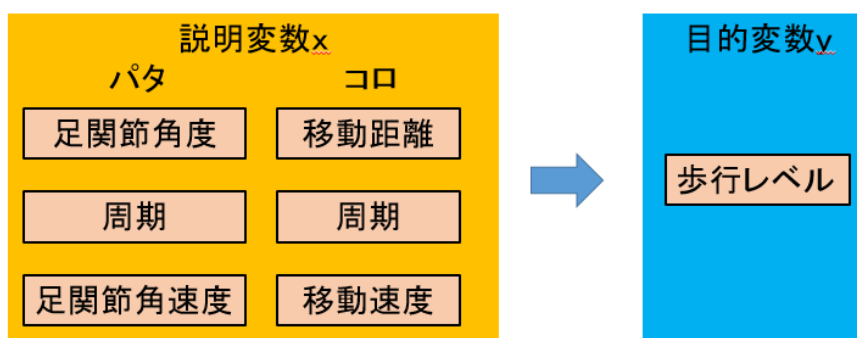 説明変数x
パタ
コロ
足関節角度
移動距離
周期
周期
足関節角速度
移動速度
目的変数y
歩行レベル